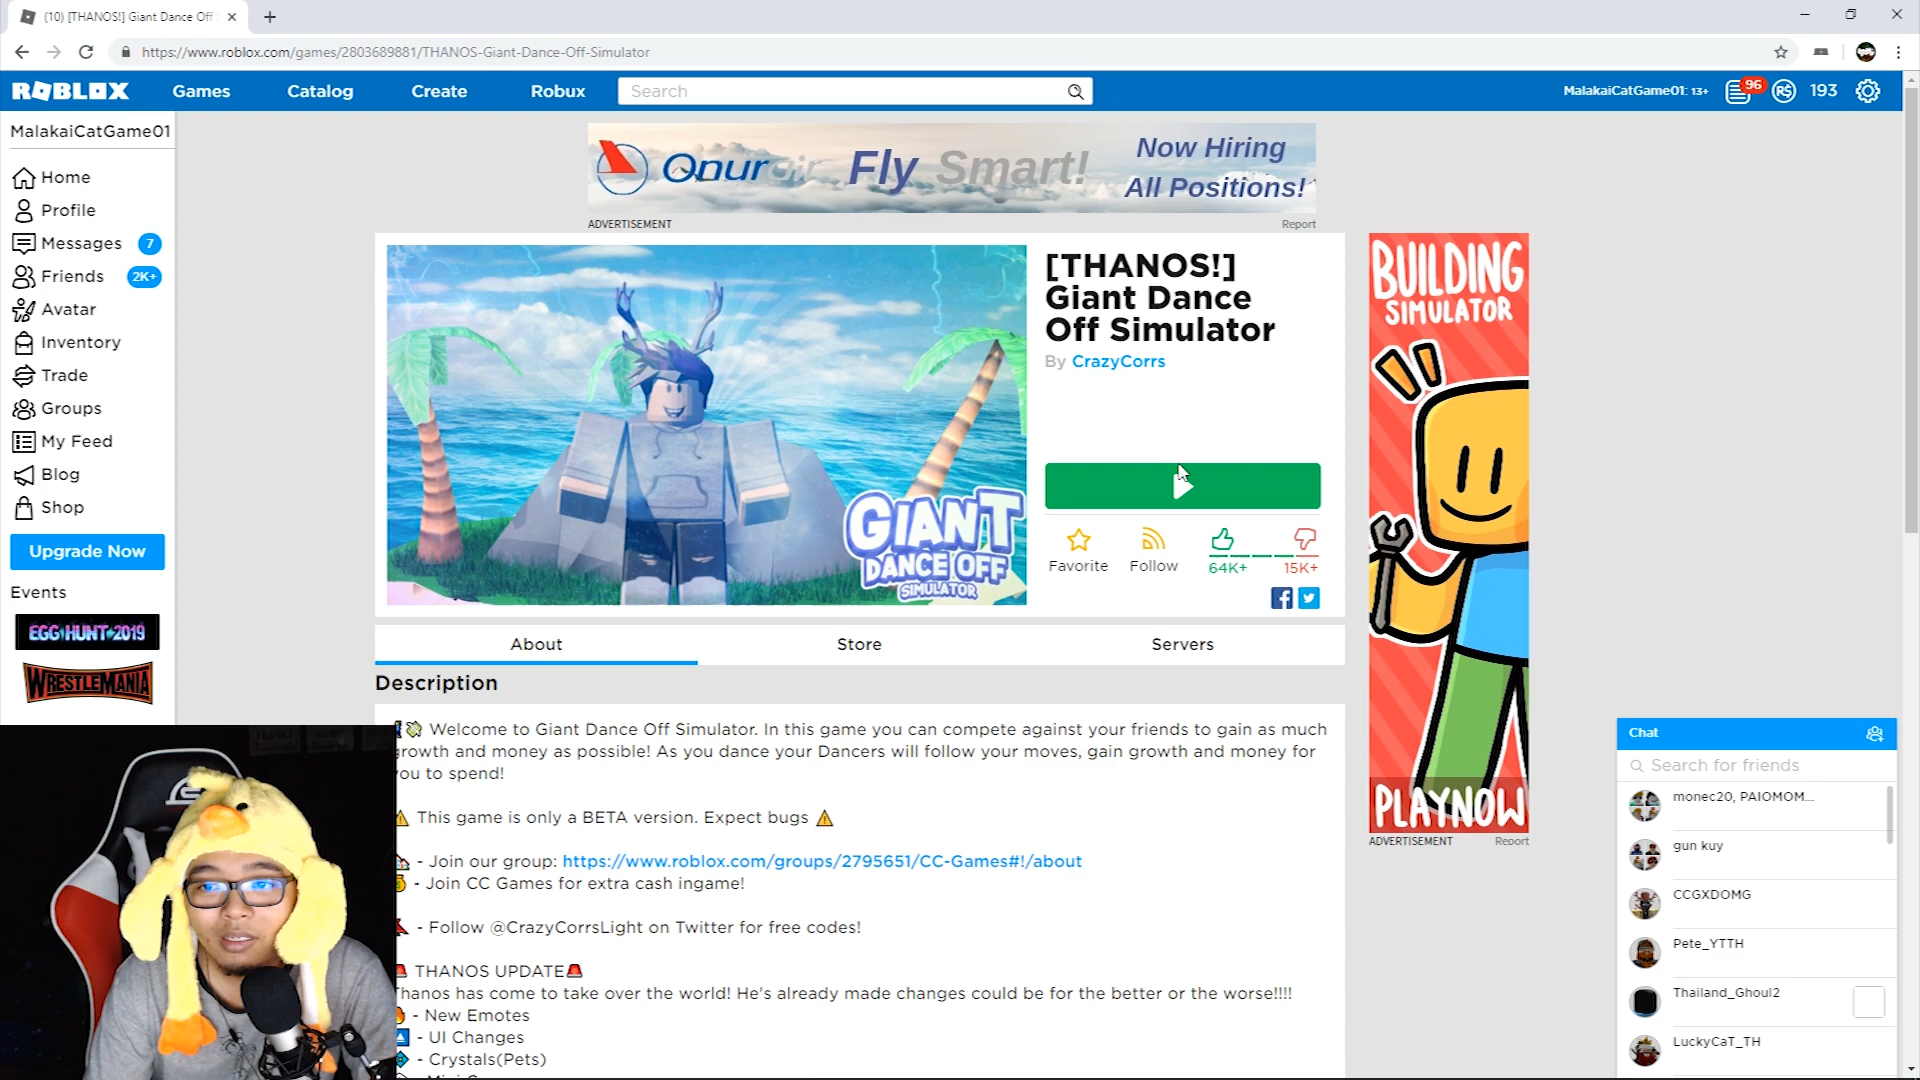 (10) [THANOS!] Giant Dance Off
https://www.roblox.com/games/2803689881/THANOS-Giant-Dance-Off-Simulator
ROBLOX
Games
Catalog
Create
Robux
Search
MalakaiCatGame01: 13+
96
R$
193
MalakaiCatGame01
Home
Profile
Messages
7
Friends
2K+
Avatar
Inventory
Trade
Groups
My Feed
Blog
Shop
Upgrade Now
Events
EGG HUNT 2019
WRESTLEMANIA
Onur air
Fly Smart!
Now Hiring
All Positions!
ADVERTISEMENT
Report
GIANT
DANCE OFF
SIMULATOR
[THANOS!]
Giant Dance
Off Simulator
By CrazyCorrs
Favorite
Follow
64K+
15K+
About
Store
Servers
Description
Welcome to Giant Dance Off Simulator. In this game you can compete against your friends to gain as much
growth and money as possible! As you dance your Dancers will follow your moves, gain growth and money for
you to spend!
This game is only a BETA version. Expect bugs
- Join our group: https://www.roblox.com/groups/2795651/CC-Games#!/about
- Join CC Games for extra cash ingame!
- Follow @CrazyCorrsLight on Twitter for free codes!
THANOS UPDATE
Thanos has come to take over the world! He's already made changes could be for the better or the worse!!!!
- New Emotes
- UI Changes
- Crystals(Pets)
BUILDING
SIMULATOR
PLAY NOW
ADVERTISEMENT
Report
Chat
Search for friends
monec20, PAIOMOM...
gun kuy
CCGXDOMG
Pete_YTTH
Thailand_Ghoul2
LuckyCaT_TH